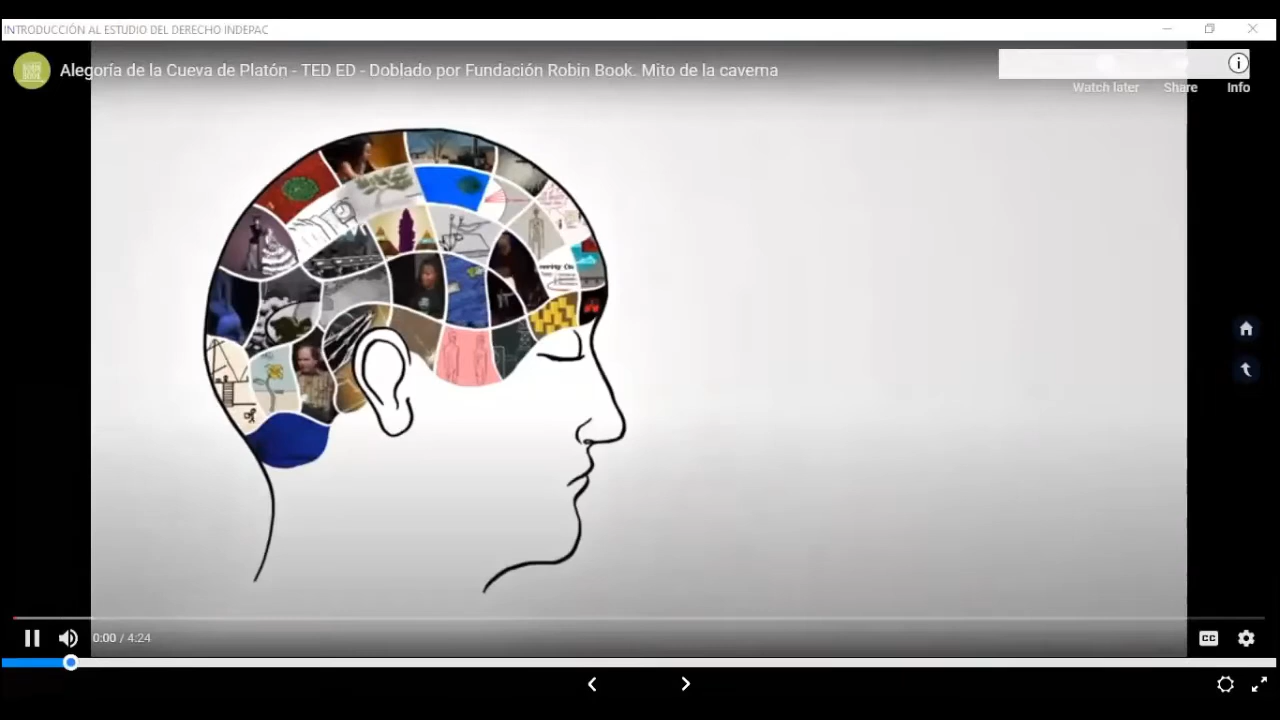 INTRODUCCIÓN AL ESTUDIO DEL DERECHO INDEPAC
Alegoría de la Cueva de Platón - TED ED - Doblado por Fundación Robin Book. Mito de la caverna
Watch later
Share
Info
0:00 / 4:24
CC